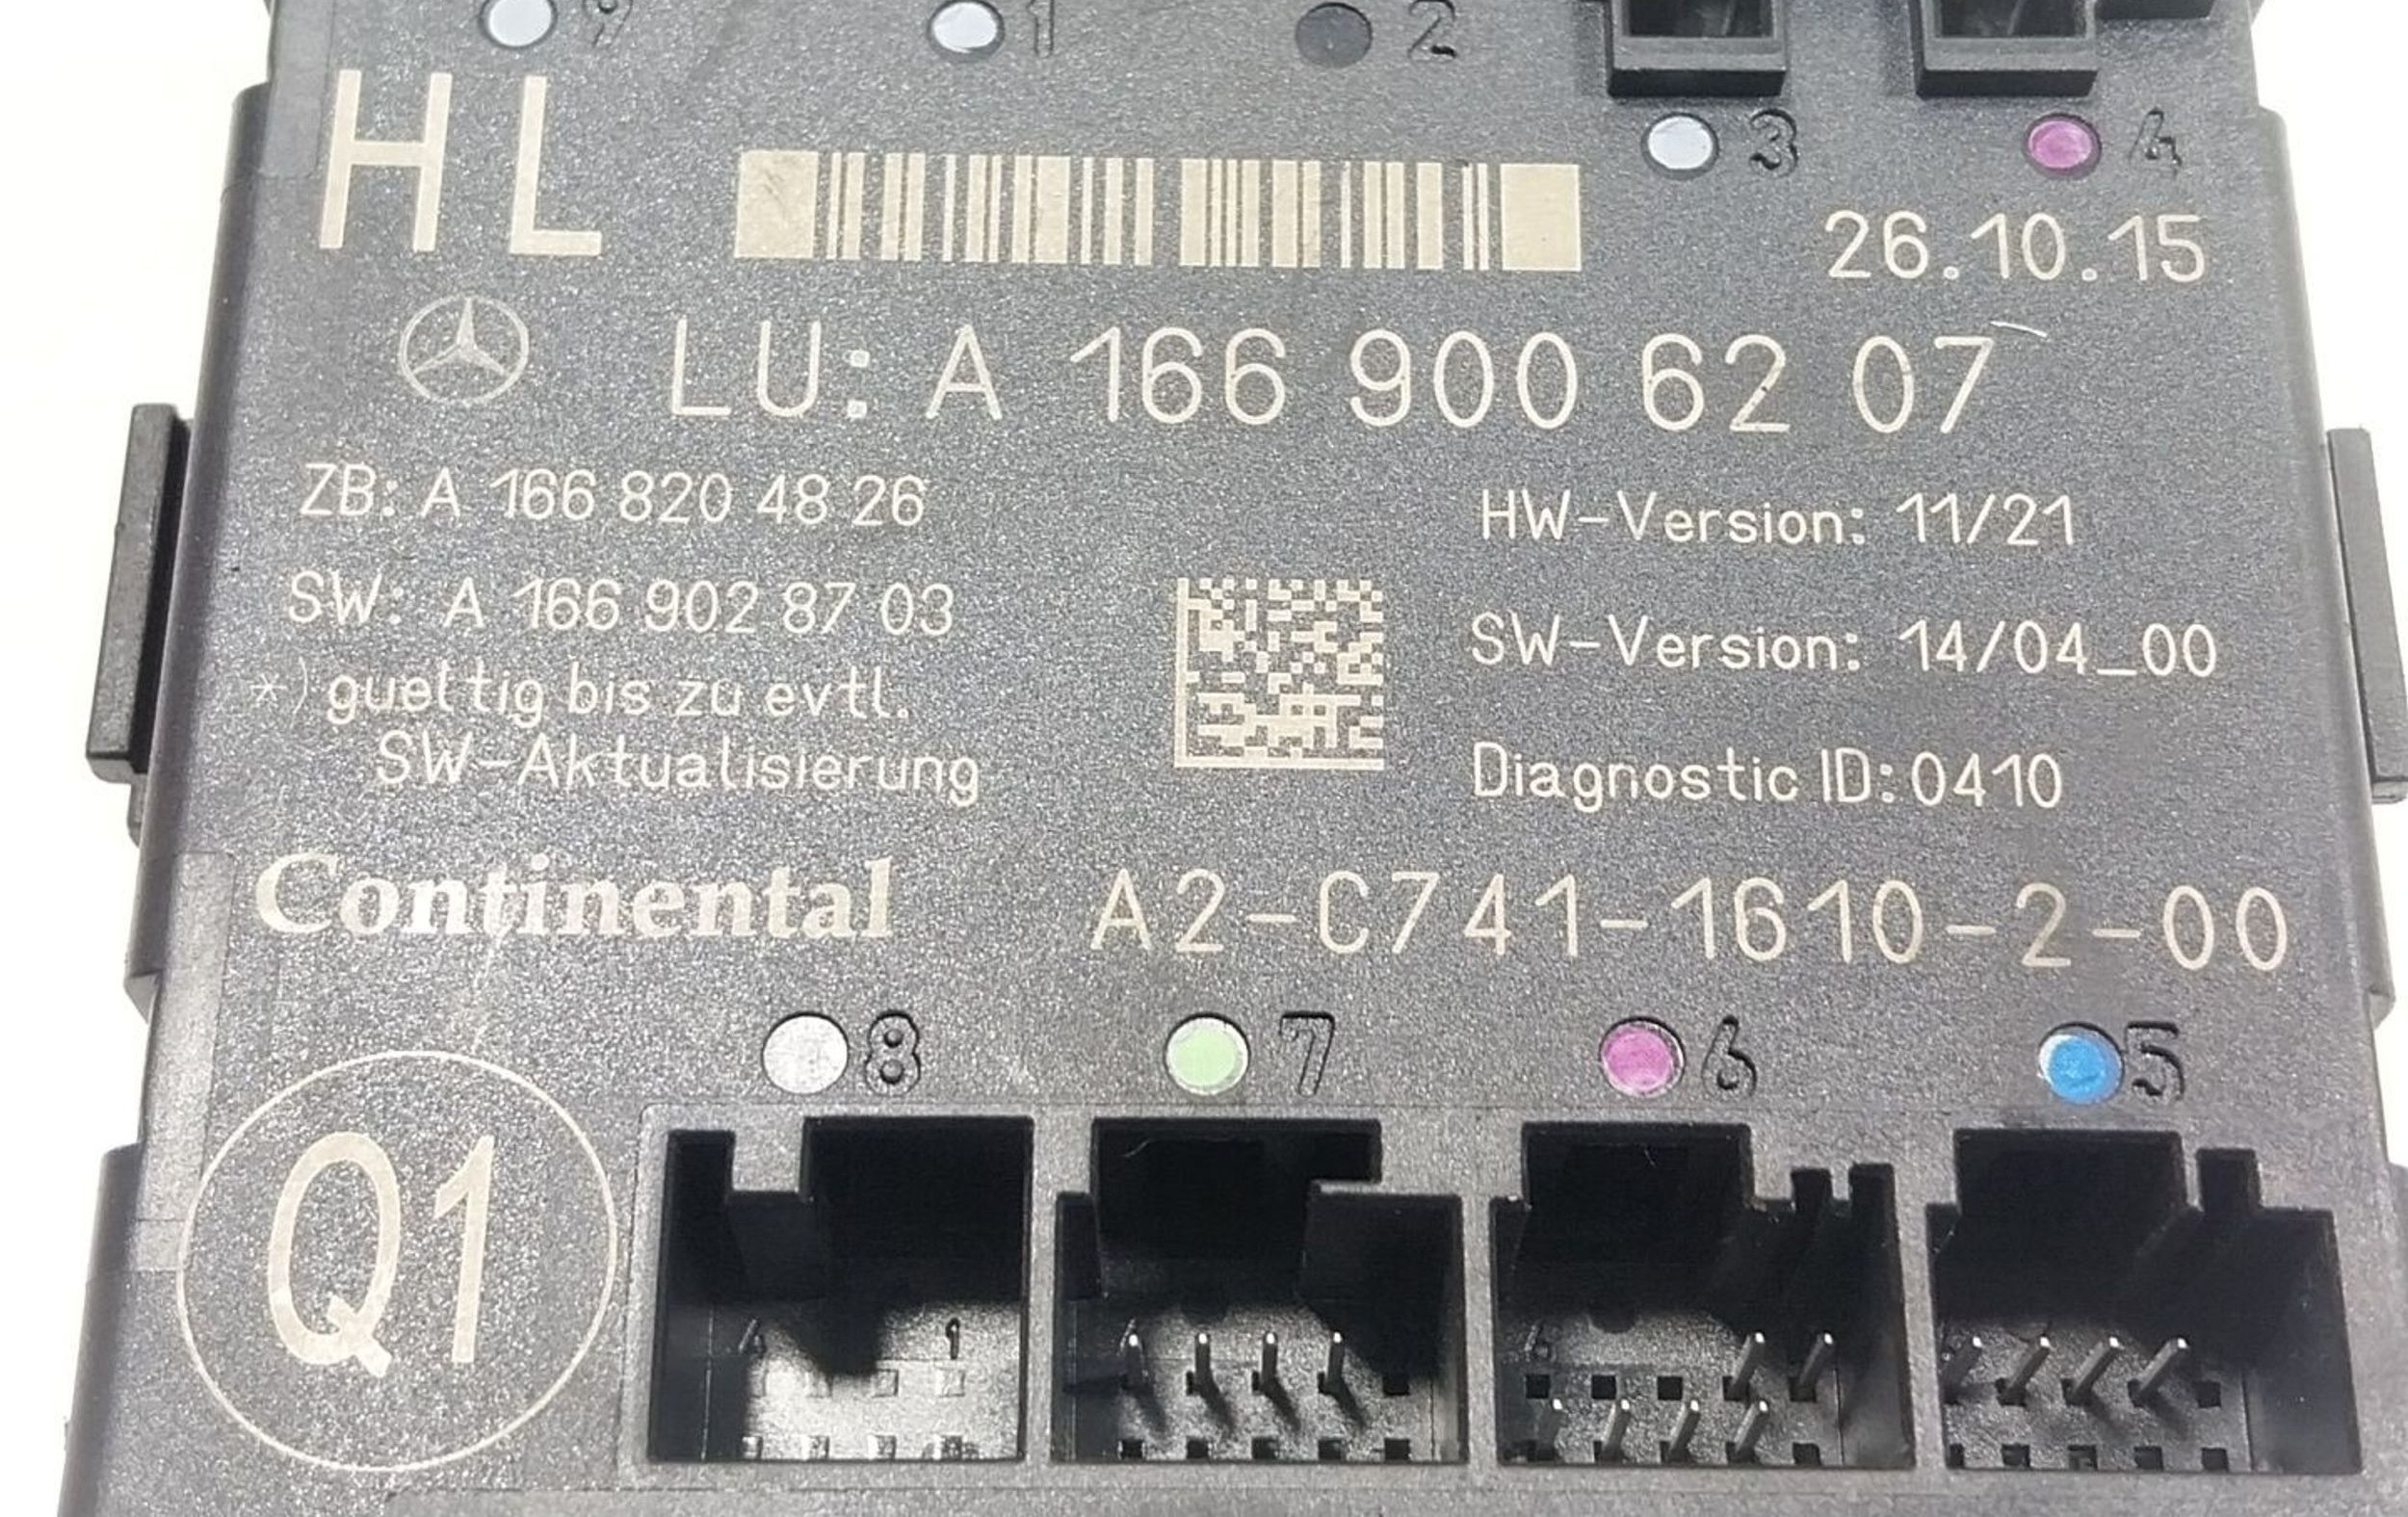 9 1 2
HL
3 4
26.10.15
LU: A 166 900 62 07
ZB: A 166 820 48 26
HW-Version: 11/21
SW: A 166 902 87 03
SW-Version: 14/04_00
*) gueltig bis zu evtl.
SW-Aktualisierung
Diagnostic ID: 0410
Continental A2-C741-1610-2-00
8 7 6 5
Q1
1
6